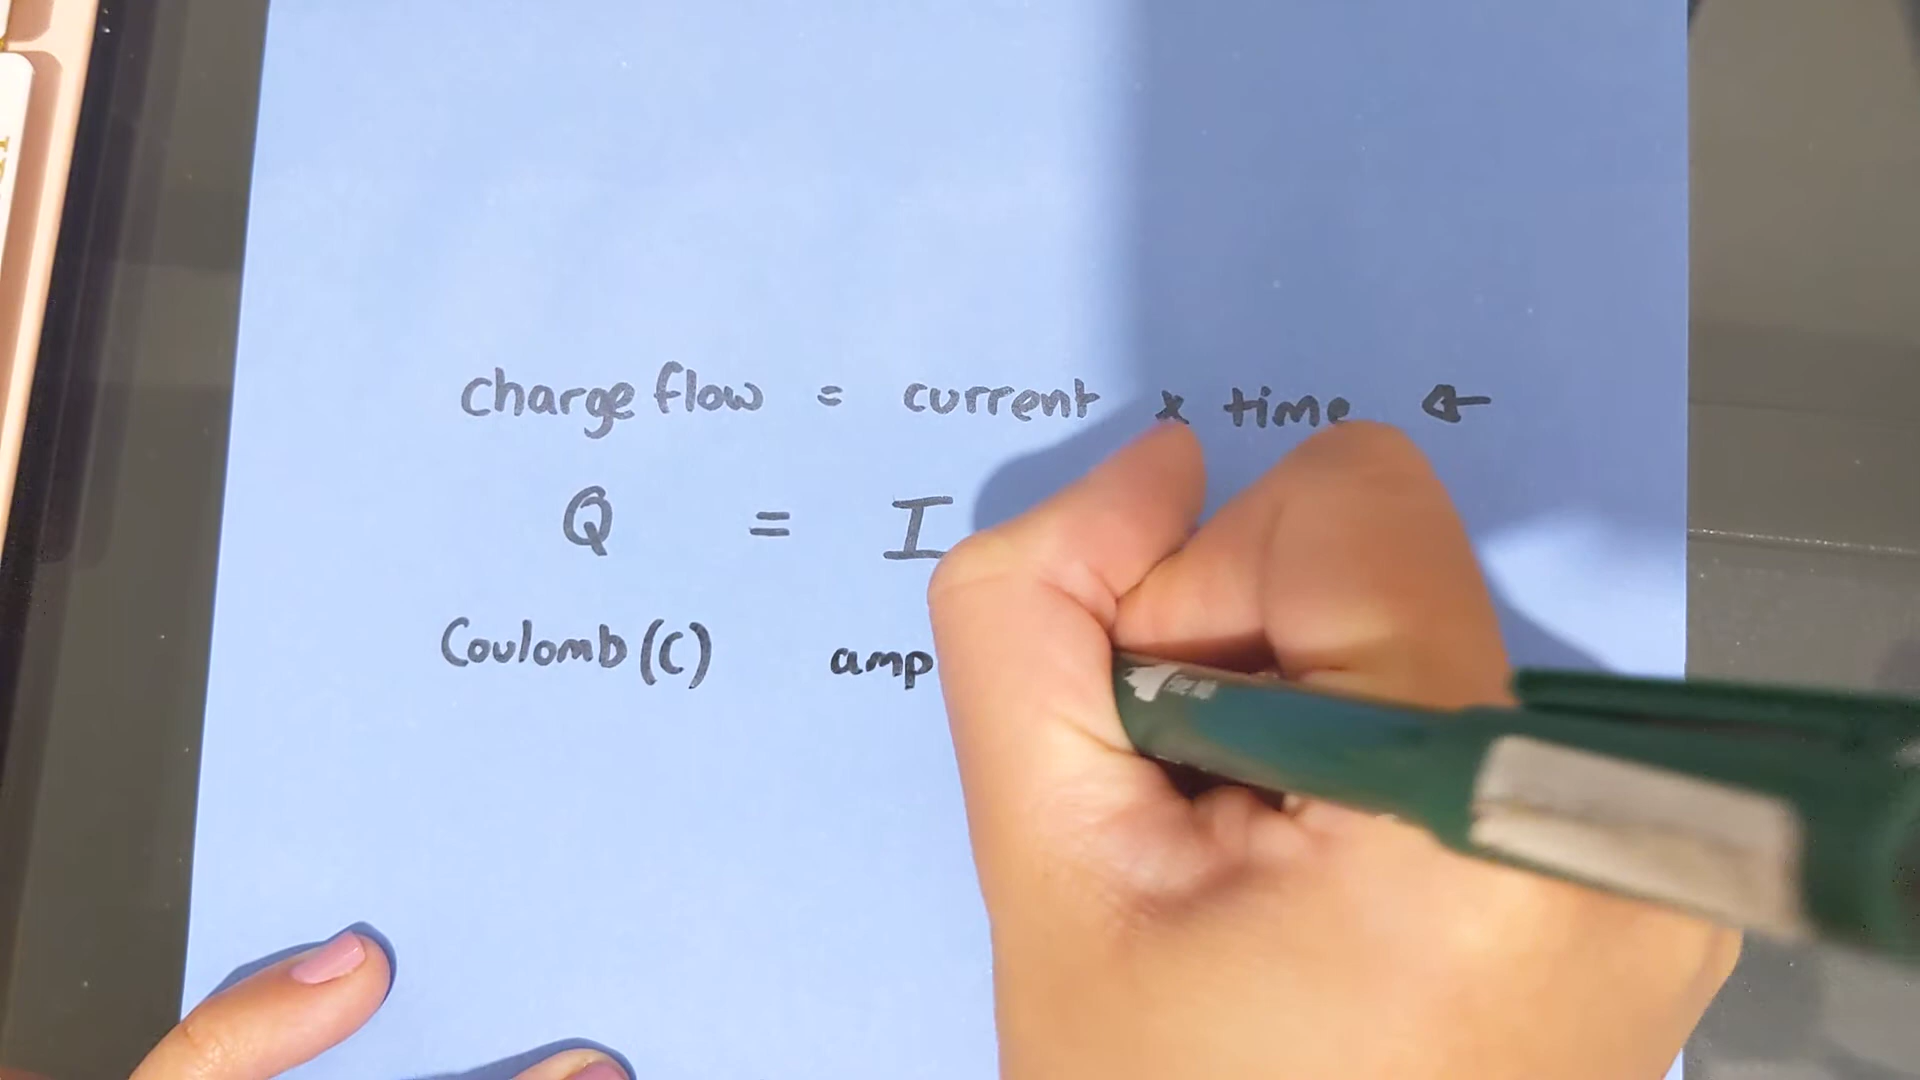 charge flow = current x time ←
Q = I
Coulomb (C) amp